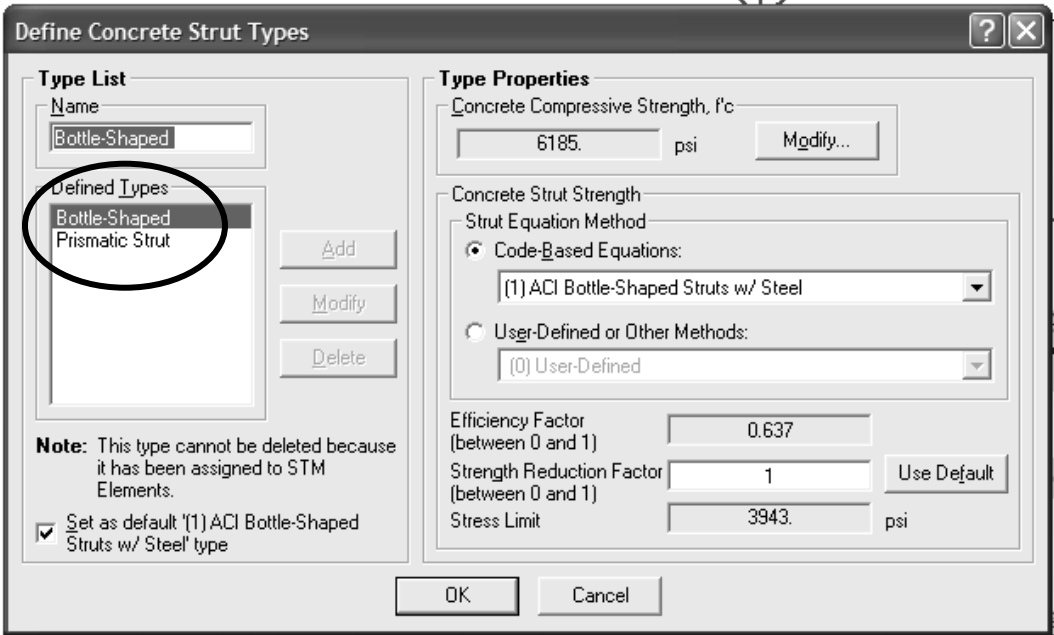 Define Concrete Strut Types
Type List
Name
Bottle-Shaped
Defined Types
Bottle-Shaped
Prismatic Strut
Add
Modify
Delete
Note: This type cannot be deleted because
it has been assigned to STM
Elements.
Set as default '(1) ACI Bottle-Shaped
Struts w/ Steel' type
Type Properties
Concrete Compressive Strength, f'c
6185. psi Modify...
Concrete Strut Strength
Strut Equation Method
Code-Based Equations:
(1) ACI Bottle-Shaped Struts w/ Steel
User-Defined or Other Methods:
(0) User-Defined
Efficiency Factor
(between 0 and 1)
0.637
Strength Reduction Factor
(between 0 and 1)
1
Use Default
Stress Limit
3943. psi
OK Cancel